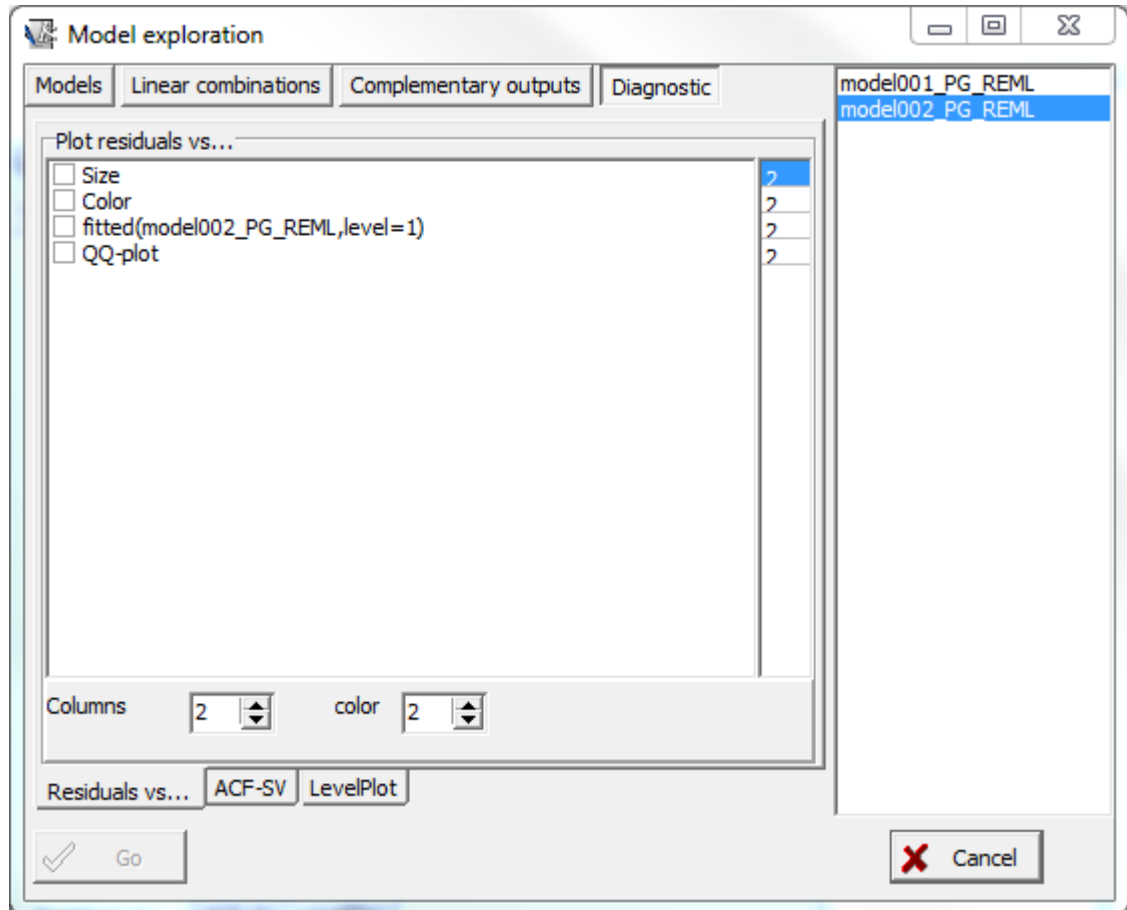 Model exploration
Models Linear combinations Complementary outputs Diagnostic
model001_PG_REML
model002_PG_REML
Plot residuals vs...
Size 2
Color 2
fitted(model002_PG_REML,level=1) 2
QQ-plot 2
Columns 2 color 2
Residuals vs... ACF-SV LevelPlot
Go Cancel